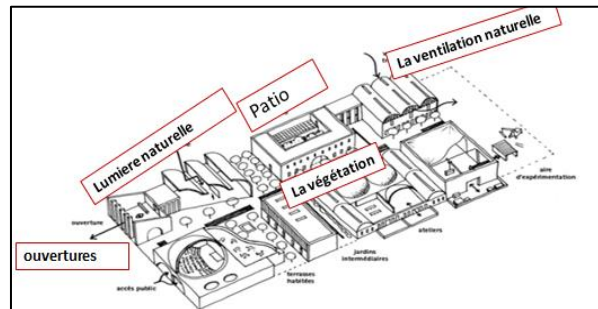 La ventilation naturelle
Patio
Lumiere naturelle
La végétation
aire
d'expérimentation
ouverture
ateliers
ouvertures
jardins
intermédiaires
terrasses
habitées
accès public